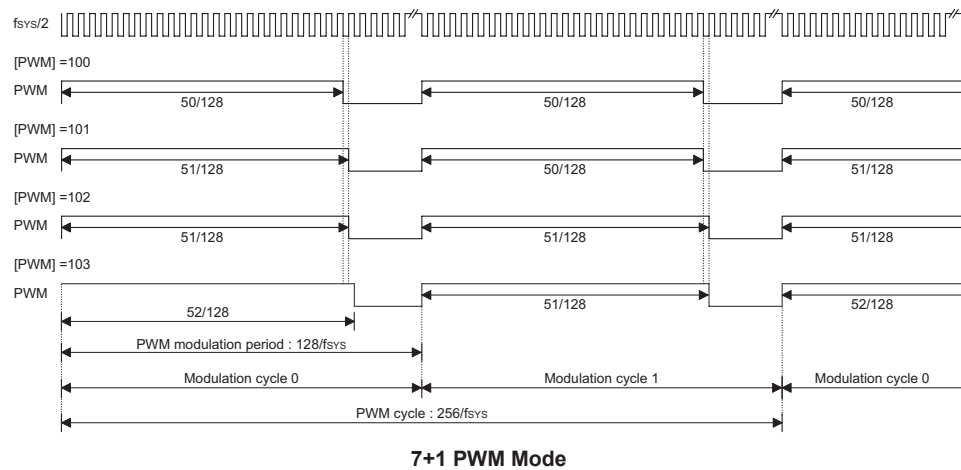 fSYS/2
[PWM] =100
PWM
50/128 50/128 50/128
[PWM] =101
PWM
51/128 50/128 51/128
[PWM] =102
PWM
51/128 51/128 51/128
[PWM] =103
PWM
52/128 51/128 52/128
PWM modulation period : 128/fSYS
Modulation cycle 0 Modulation cycle 1 Modulation cycle 0
PWM cycle : 256/fSYS
7+1 PWM Mode